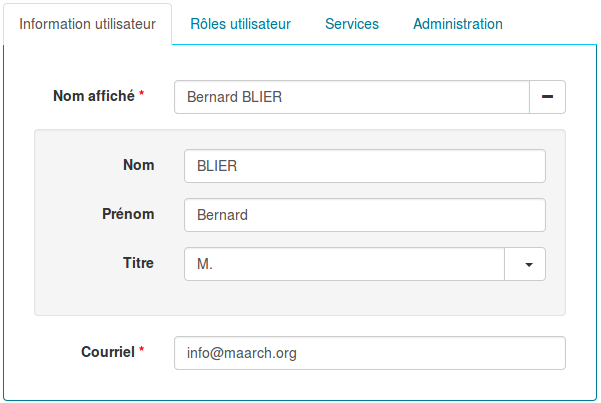 Information utilisateur Rôles utilisateur Services Administration
Nom affiché * Bernard BLIER
Nom BLIER
Prénom Bernard
Titre M.
Courriel * info@maarch.org